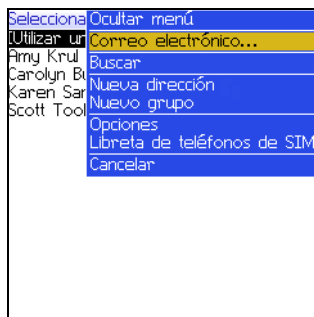 Selecciona
[Utilizar un
Amy Krul
Carolyn Bu
Karen Sar
Scott Tool
Ocultar menú
Correo electrónico...
Buscar
Nueva dirección
Nuevo grupo
Opciones
Libreta de teléfonos de SIM
Cancelar